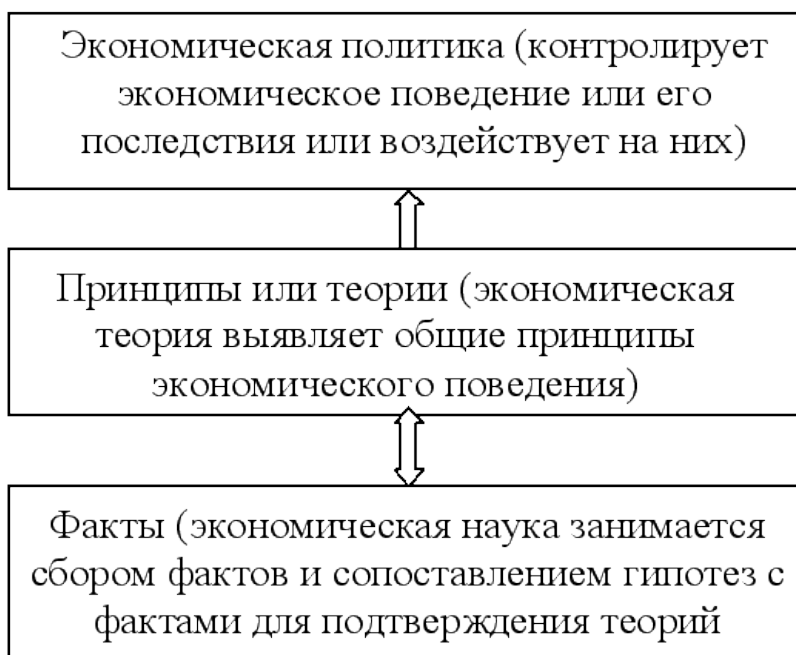 Экономическая политика (контролирует
экономическое поведение или его
последствия или воздействует на них)
Принципы или теории (экономическая
теория выявляет общие принципы
экономического поведения)
Факты (экономическая наука занимается
сбором фактов и сопоставлением гипотез с
фактами для подтверждения теорий